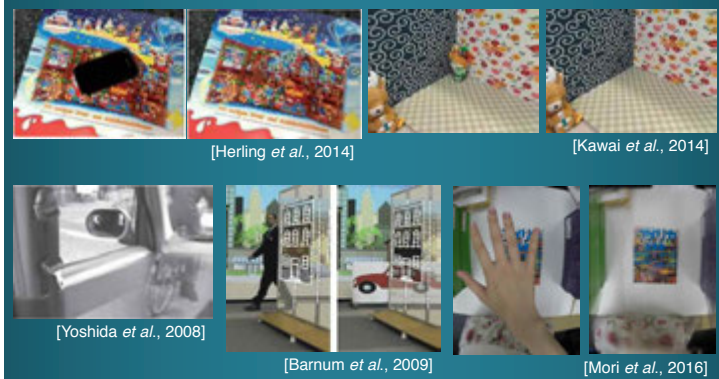 [Herling et al., 2014]
[Kawai et al., 2014]
[Yoshida et al., 2008]
[Barnum et al., 2009]
[Mori et al., 2016]